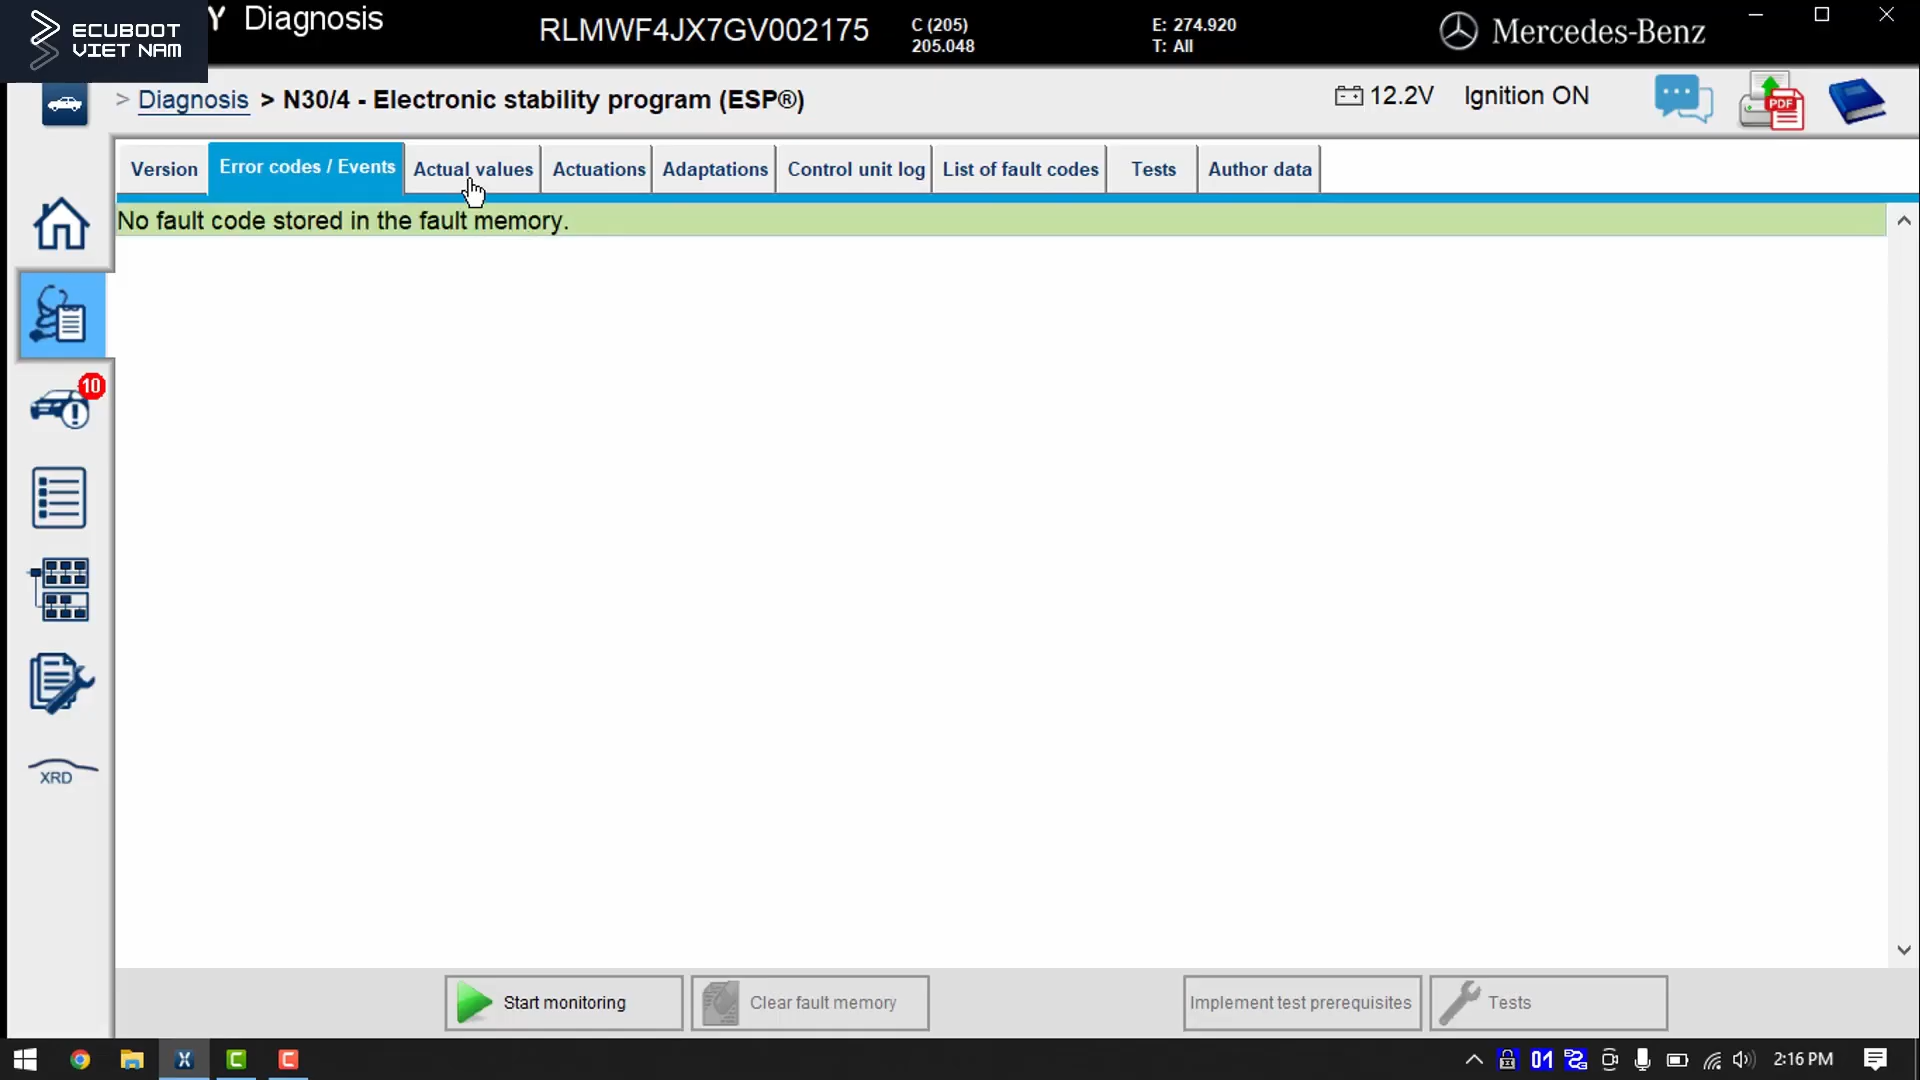 ECUBOOT
VIET NAM
Y Diagnosis
RLMWF4JX7GV002175
C (205)
205.048
E: 274.920
T: All
Mercedes-Benz
> Diagnosis > N30/4 - Electronic stability program (ESP®)
12.2V
Ignition ON
PDF
Version
Error codes / Events
Actual values
Actuations
Adaptations
Control unit log
List of fault codes
Tests
Author data
No fault code stored in the fault memory.
10
XRD
Start monitoring
Clear fault memory
Implement test prerequisites
Tests
01
2:16 PM